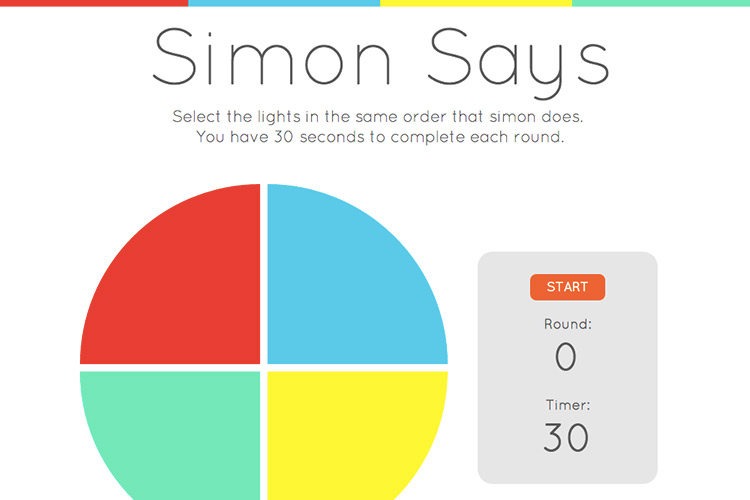 Simon Says
Select the lights in the same order that simon does.
You have 30 seconds to complete each round.
START
Round:
0
Timer:
30